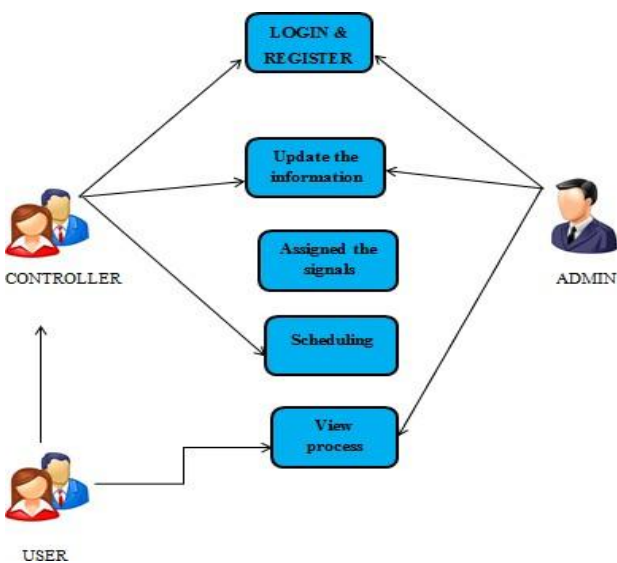 LOGIN &
REGISTER
Update the
information
Assigned the
signals
CONTROLLER
ADMIN
Scheduling
View
process
USER